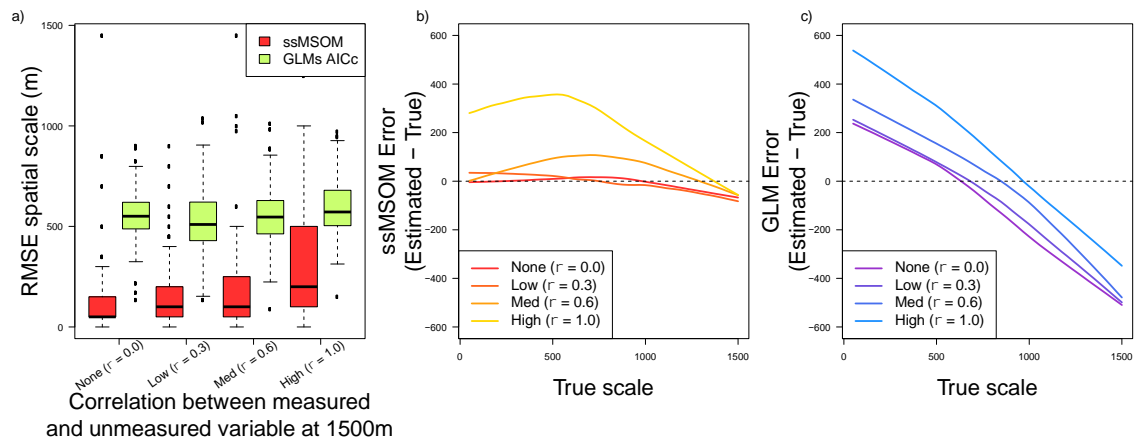 a)
RMSE spatial scale (m)
1500
1000
500
0
ssMSOM
GLMs AICc
None (r = 0.0)
Low (r = 0.3)
Med (r = 0.6)
High (r = 1.0)
Correlation between measured
and unmeasured variable at 1500m
b)
ssMSOM Error
(Estimated − True)
600
400
200
0
−200
−400
−600
None (r = 0.0)
Low (r = 0.3)
Med (r = 0.6)
High (r = 1.0)
0
500
1000
1500
True scale
c)
GLM Error
(Estimated − True)
600
400
200
0
−200
−400
−600
None (r = 0.0)
Low (r = 0.3)
Med (r = 0.6)
High (r = 1.0)
0
500
1000
1500
True scale